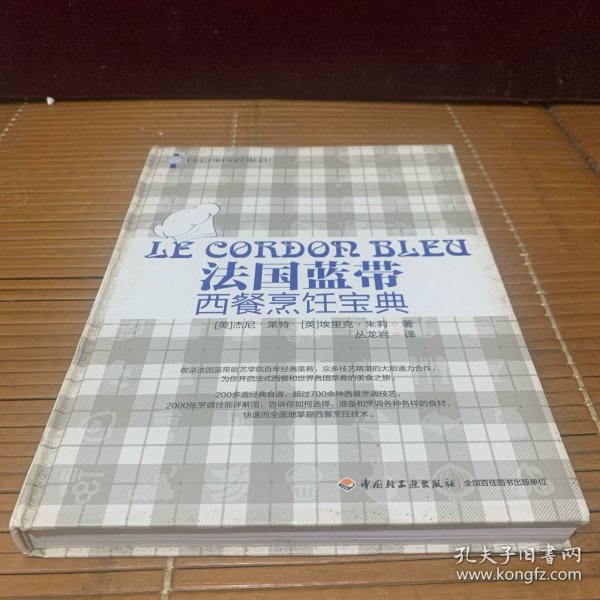 LE CORDON BLEU
LE CORDON BLEU
法国蓝带
西餐烹饪宝典
[英]杰尼·莱特 [英]埃里克·朱莉 ◎ 著
丛龙岩 ◎ 译
收录法国蓝带厨艺学院百年经典菜肴，众多技艺精湛的大厨通力合作，
为你开启法式西餐和世界各国菜肴的美食之旅。
200多道经典食谱，超过700余种西餐烹调技艺，
2000张烹调技能详解图，告诉你如何选择、准备和烹调各种各样的食材，
快速而全面地掌握西餐烹饪技术。
中国轻工业出版社 全国百佳图书出版单位
孔夫子旧书网
www.kongfz.com